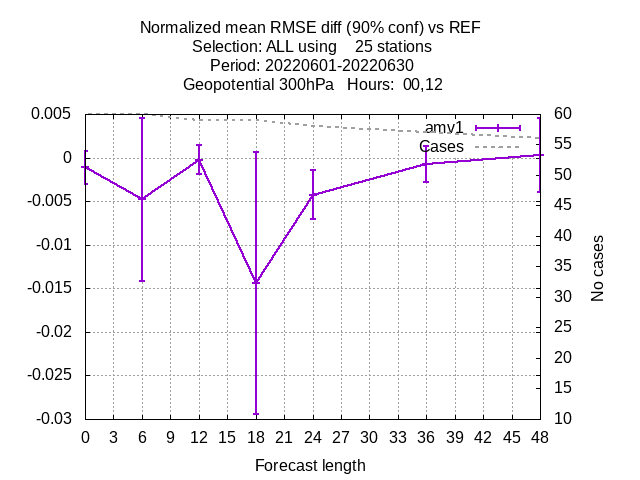 Normalized mean RMSE diff (90% conf) vs REF
Selection: ALL using    25 stations
Period: 20220601-20220630
Geopotential 300hPa   Hours:  00,12
0.005
0
-0.005
-0.01
-0.015
-0.02
-0.025
-0.03
amv1
Cases
60
55
50
45
40
35
30
25
20
15
10
No cases
0 3 6 9 12 15 18 21 24 27 30 33 36 39 42 45 48
Forecast length